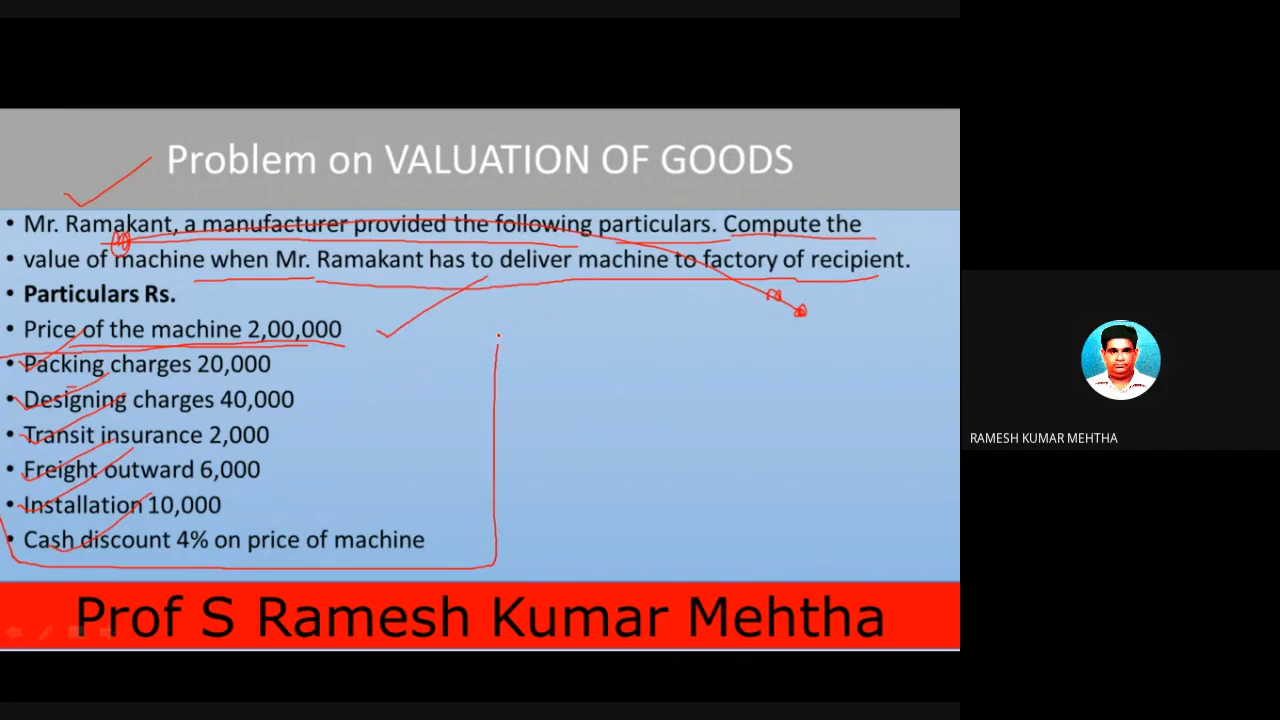 Problem on VALUATION OF GOODS
• Mr. Ramakant, a manufacturer provided the following particulars. Compute the
• value of machine when Mr. Ramakant has to deliver machine to factory of recipient.
• Particulars Rs.
• Price of the machine 2,00,000
• Packing charges 20,000
• Designing charges 40,000
• Transit insurance 2,000
• Freight outward 6,000
• Installation 10,000
• Cash discount 4% on price of machine
Prof S Ramesh Kumar Mehtha
RAMESH KUMAR MEHTHA